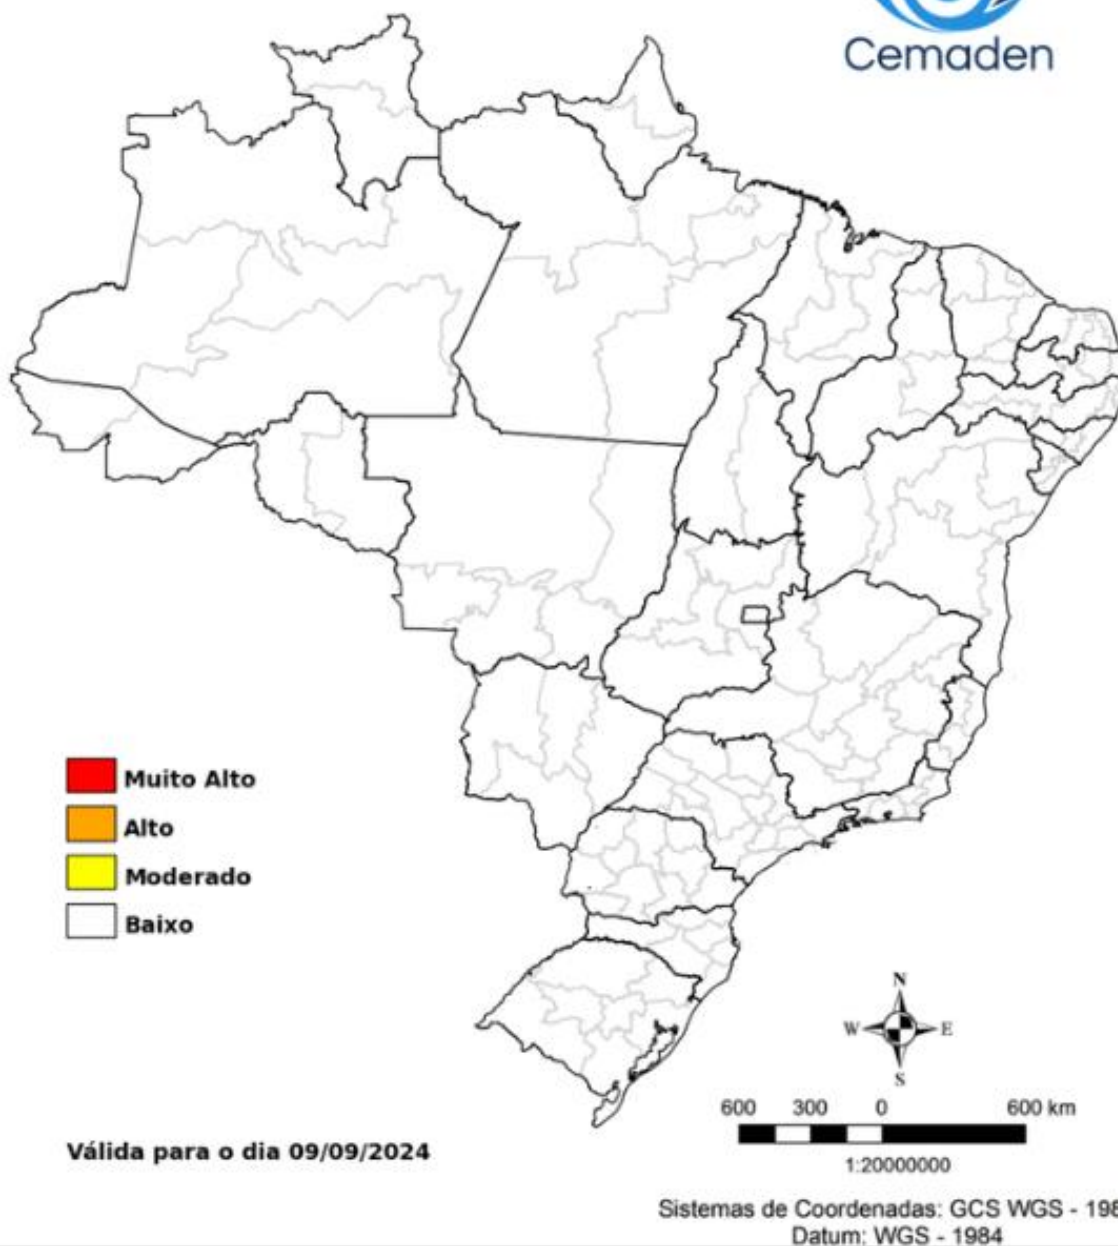 Cemaden
Muito Alto
Alto
Moderado
Baixo
N
W E
S
600 300 0 600 km
1:20000000
Válida para o dia 09/09/2024
Sistemas de Coordenadas: GCS WGS - 198
Datum: WGS - 1984